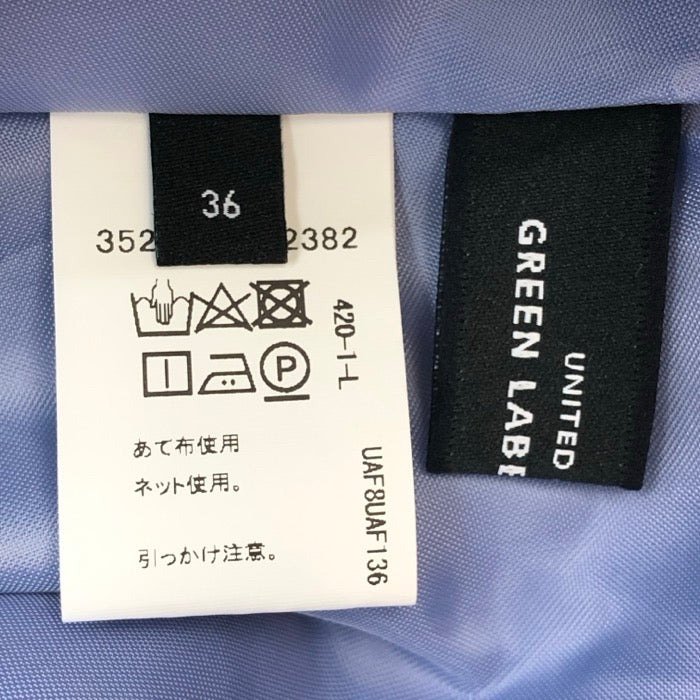 36
352 2382
420-1-L
P
あて布使用
ネット使用。
引っかけ注意。
UAF8UAF136
GREEN LABE
UNITED